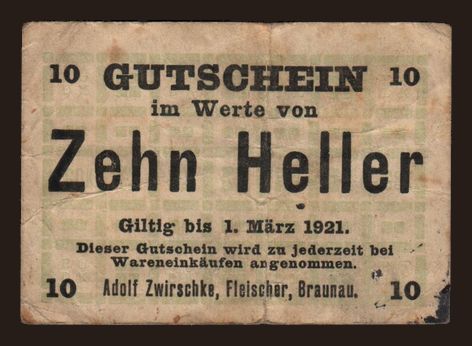 10 GUTSCHEIN 10
im Werte von
Zehn Heller
Giltig bis 1. März 1921.
Dieser Gutschein wird zu jederzeit bei
Wareneinkäufen angenommen.
10 Adolf Zwirschke, Fleischer, Braunau. 10